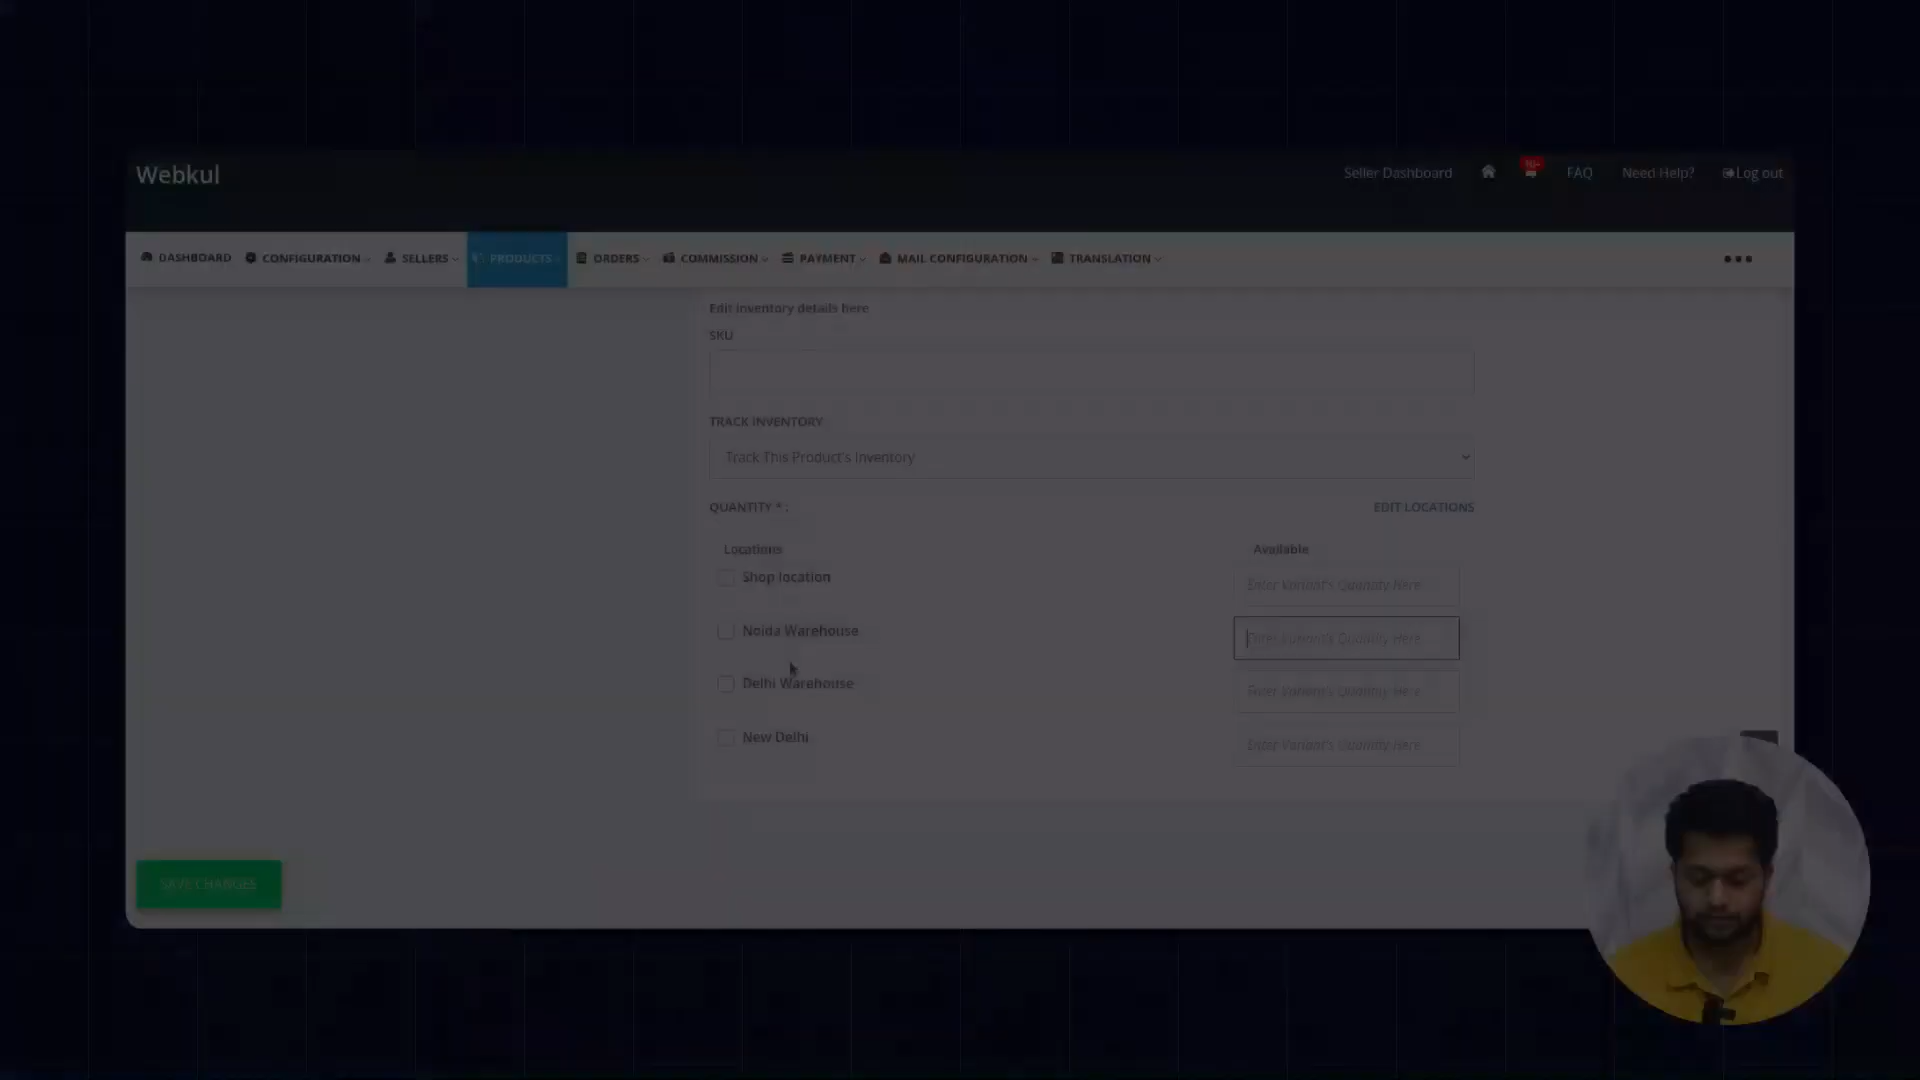 Webkul
Seller Dashboard FAQ Need Help? Log out
DASHBOARD CONFIGURATION SELLERS PRODUCTS ORDERS COMMISSION PAYMENT MAIL CONFIGURATION TRANSLATION
Edit inventory details here
SKU
TRACK INVENTORY
Track This Product's Inventory
QUANTITY * : EDIT LOCATIONS
Locations Available
Shop location Enter Variant's Quantity Here
Noida Warehouse Enter Variant's Quantity Here
Delhi Warehouse Enter Variant's Quantity Here
New Delhi Enter Variant's Quantity Here
SAVE CHANGES